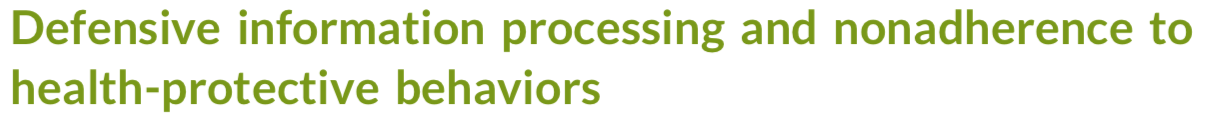 Defensive information processing and nonadherence to
health-protective behaviors